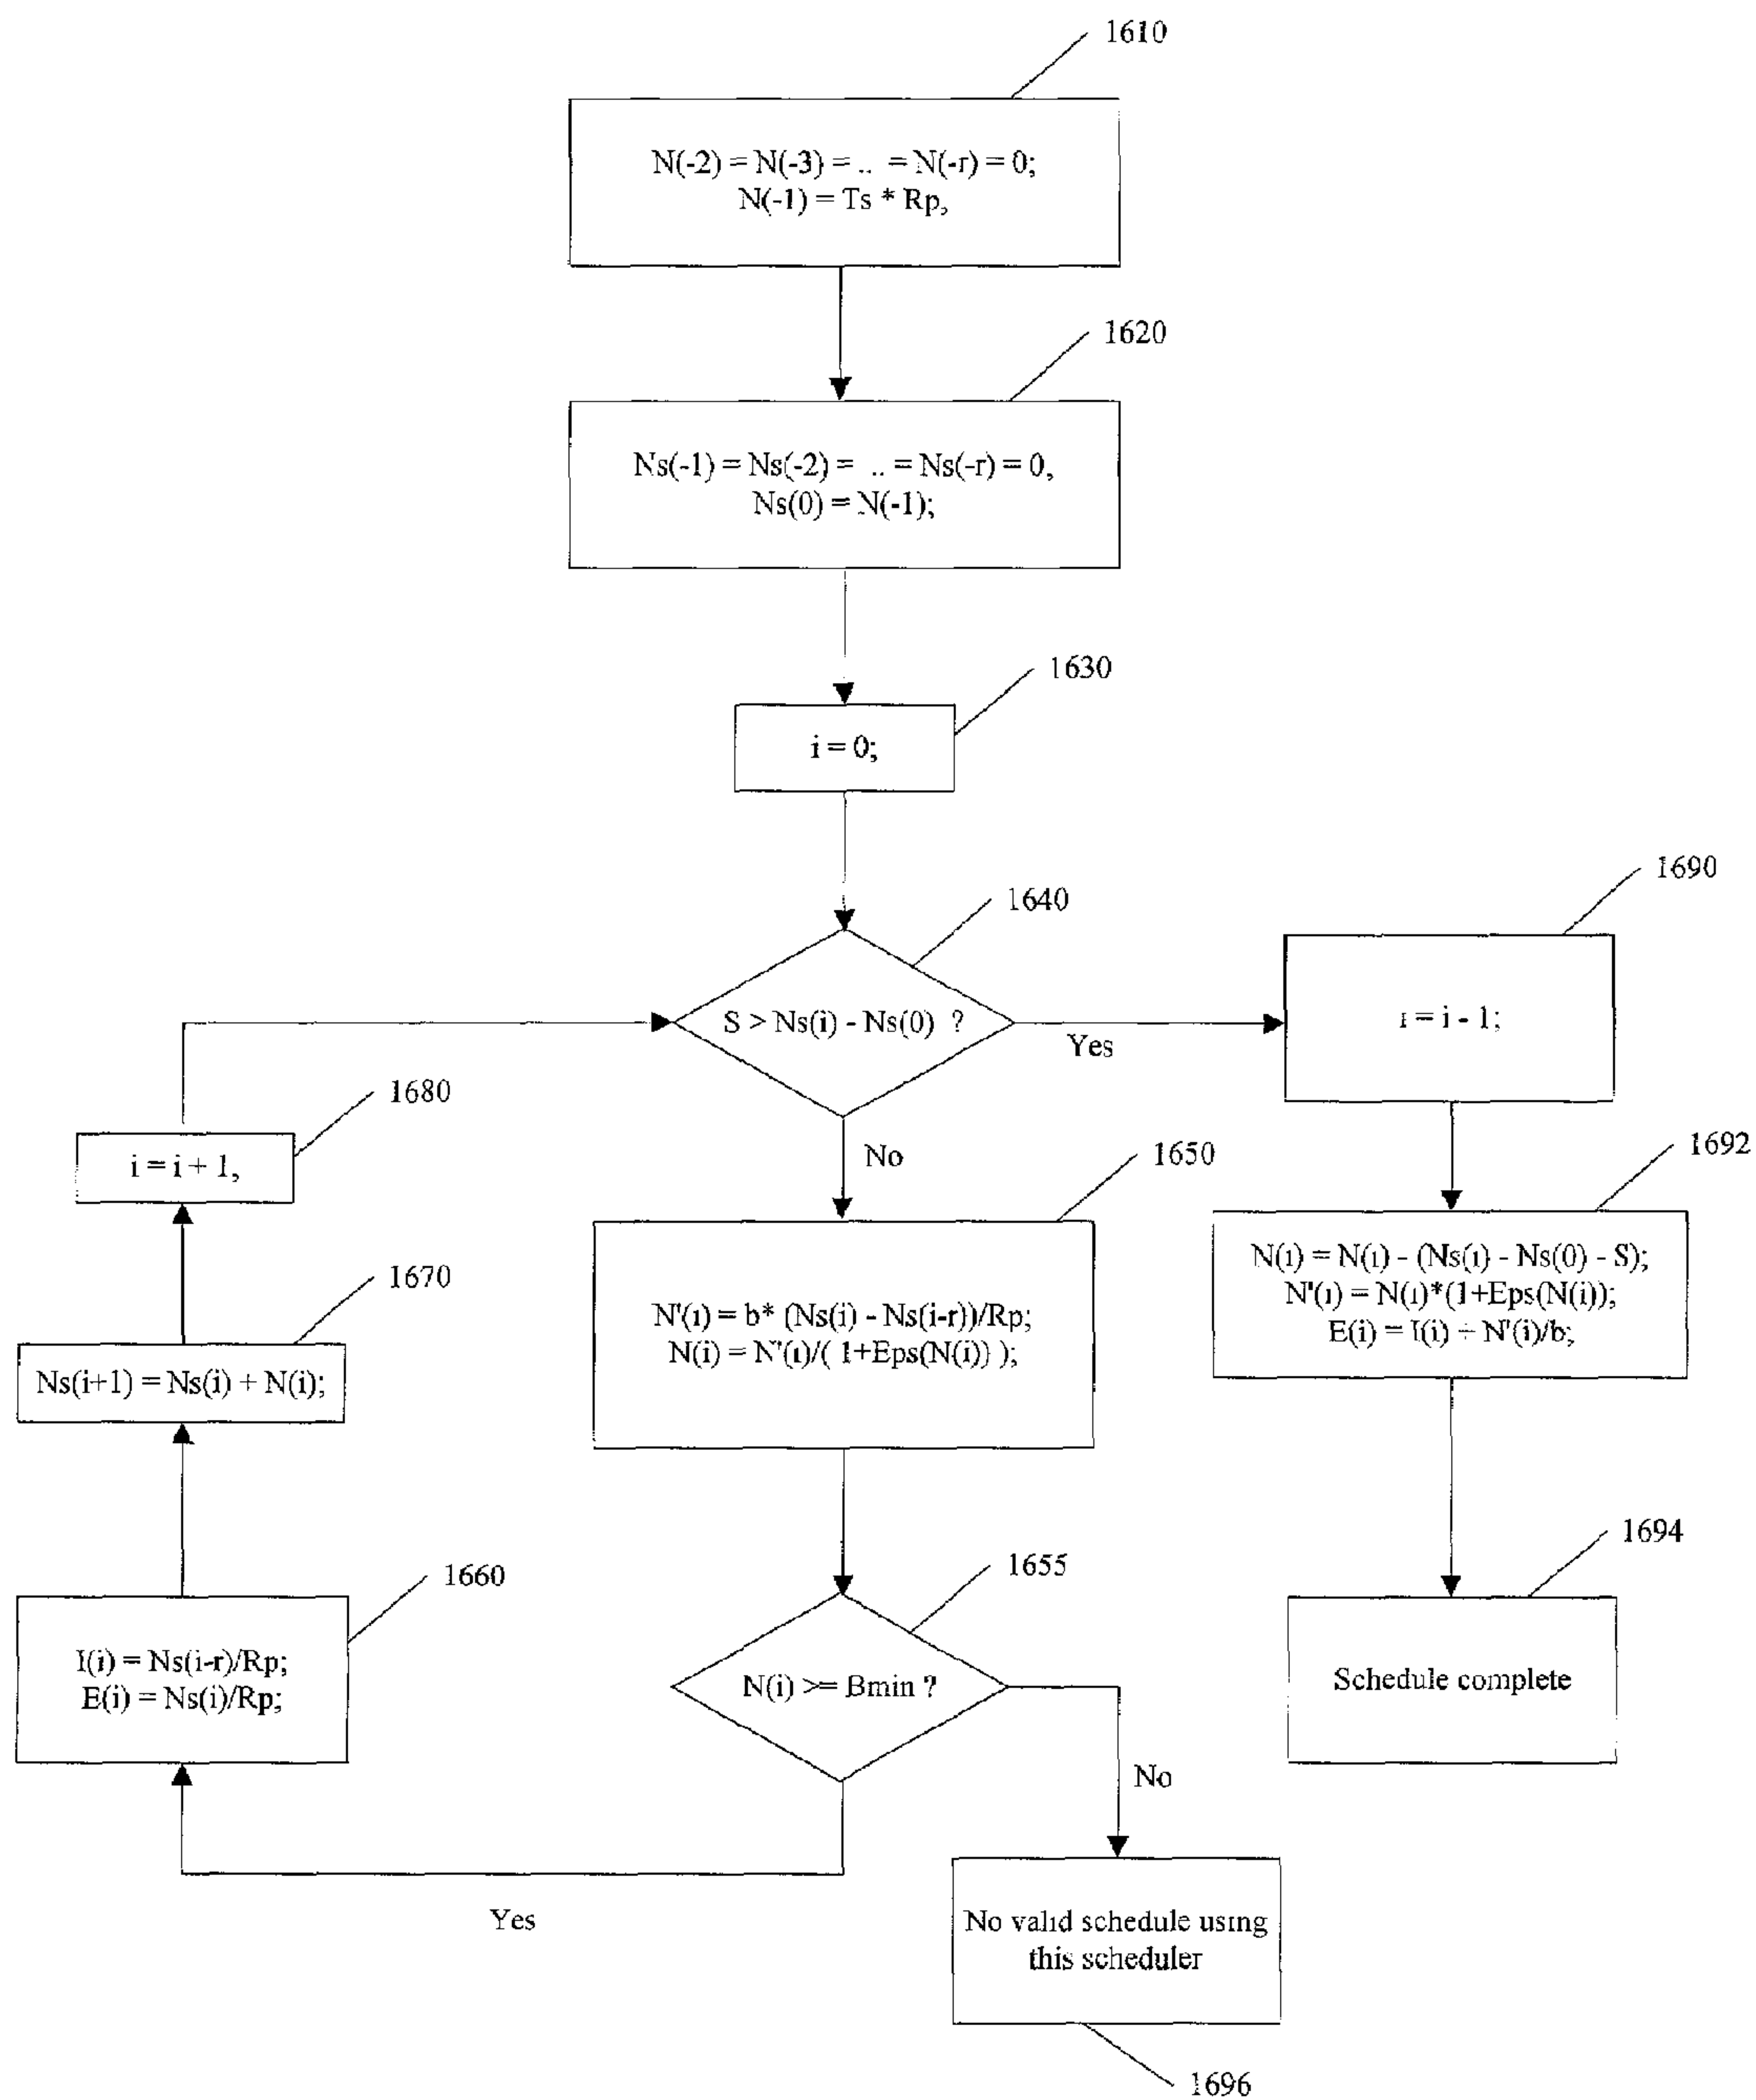 1610
N(-2) = N(-3) = .. = N(-r) = 0;
N(-1) = Ts * Rp,
1620
Ns(-1) = Ns(-2) = .. = Ns(-r) = 0,
Ns(0) = N(-1);
1630
i = 0;
1640
S > Ns(i) - Ns(0) ?
Yes
No
1690
i = i - 1;
1692
N(i) = N(i) - (Ns(i) - Ns(0) - S);
N'(i) = N(i)*(1+Eps(N(i));
E(i) = I(i) + N'(i)/b;
1694
Schedule complete
1650
N'(i) = b* (Ns(i) - Ns(i-r))/Rp;
N(i) = N'(i)/( 1+Eps(N(i)) );
1655
N(i) >= Bmin ?
No
Yes
No valid schedule using
this scheduler
1696
1660
I(i) = Ns(i-r)/Rp;
E(i) = Ns(i)/Rp;
1670
Ns(i+1) = Ns(i) + N(i);
1680
i = i + 1,